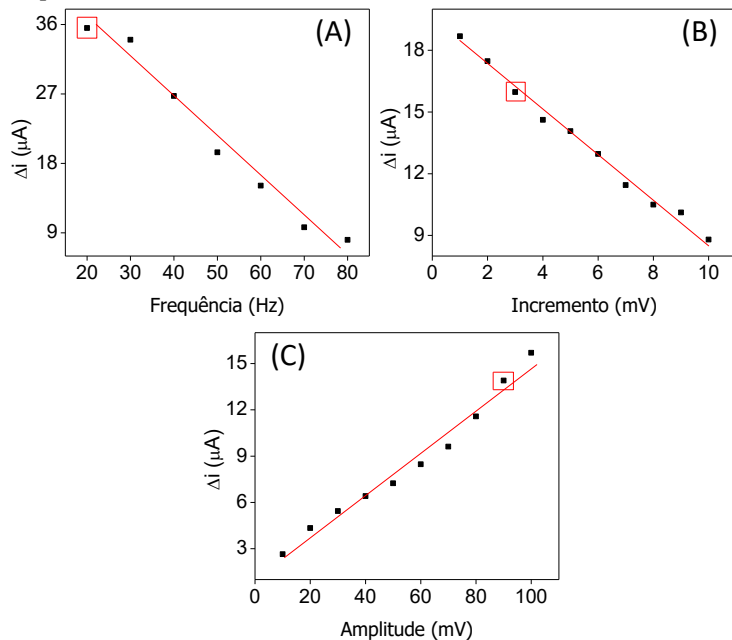 (A)
36
27
18
9
Δi (μA)
20 30 40 50 60 70 80
Frequência (Hz)
(B)
18
15
12
9
Δi (μA)
0 2 4 6 8 10
Incremento (mV)
(C)
15
12
9
6
3
Δi (μA)
0 20 40 60 80 100
Amplitude (mV)